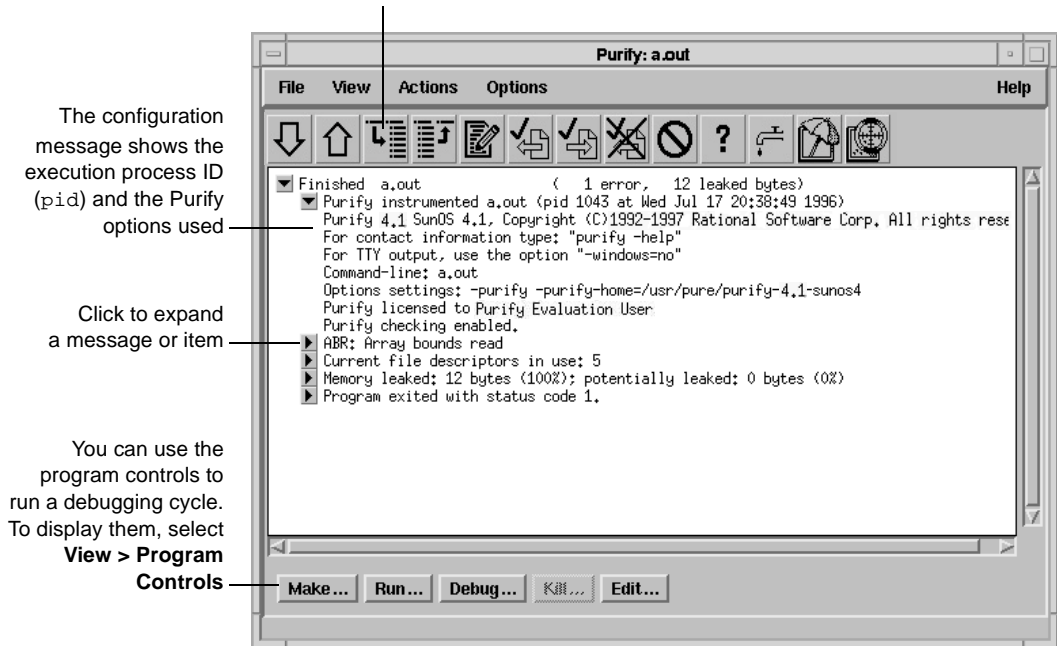 Purify: a.out
File View Actions Options Help
?
The configuration
message shows the
execution process ID
(pid) and the Purify
options used
Finished a.out ( 1 error, 12 leaked bytes)
Purify instrumented a.out (pid 1043 at Wed Jul 17 20:38:49 1996)
Purify 4.1 SunOS 4.1, Copyright (C)1992-1997 Rational Software Corp. All rights rese
For contact information type: "purify -help"
For TTY output, use the option "-windows=no"
Command-line: a.out
Options settings: -purify -purify-home=/usr/pure/purify-4.1-sunos4
Purify licensed to Purify Evaluation User
Purify checking enabled.
Click to expand
a message or item
ABR: Array bounds read
Current file descriptors in use: 5
Memory leaked: 12 bytes (100%); potentially leaked: 0 bytes (0%)
Program exited with status code 1.
You can use the
program controls to
run a debugging cycle.
To display them, select
View > Program
Controls
Make... Run... Debug... Kill... Edit...